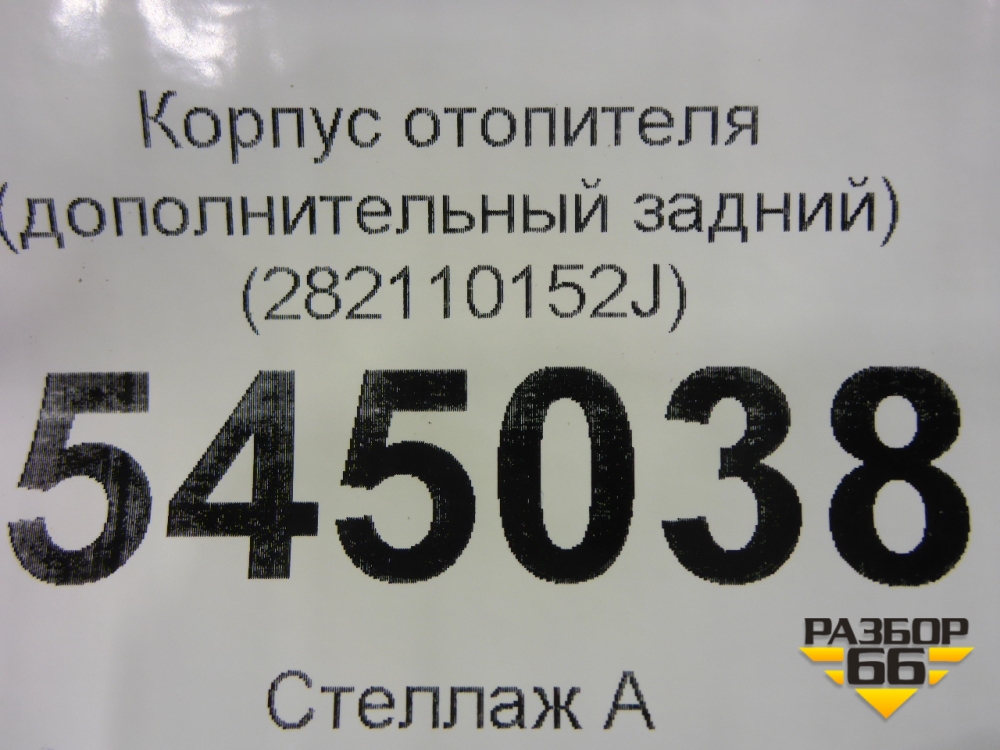 Корпус отопителя
(дополнительный задний)
(282110152J)
545038
РАЗБОР
66
Стеллаж А